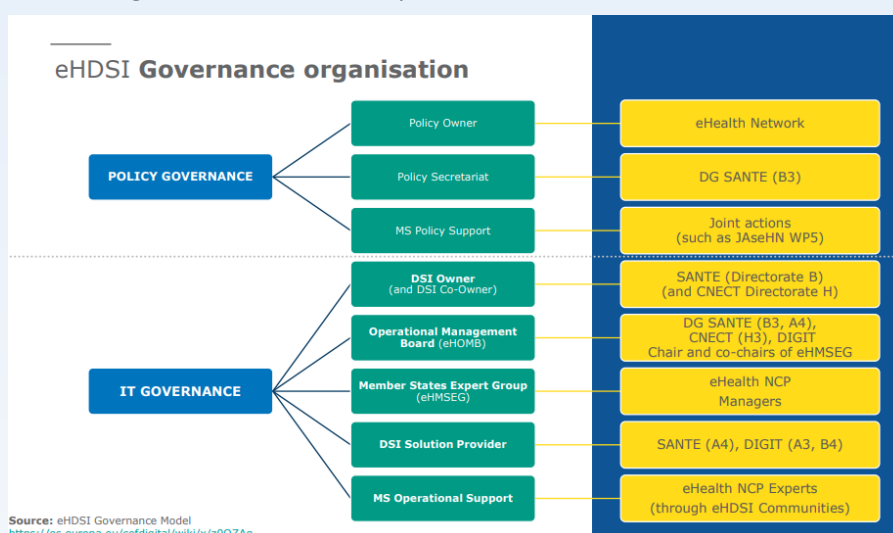 eHDSI Governance organisation
POLICY GOVERNANCE
Policy Owner
eHealth Network
Policy Secretariat
DG SANTE (B3)
MS Policy Support
Joint actions
(such as JAseHN WP5)
IT GOVERNANCE
DSI Owner
(and DSI Co-Owner)
SANTE (Directorate B)
(and CNECT Directorate H)
Operational Management
Board (eHOMB)
DG SANTE (B3, A4),
CNECT (H3), DIGIT
Chair and co-chairs of eHMSEG
Member States Expert Group
(eHMSEG)
eHealth NCP
Managers
DSI Solution Provider
SANTE (A4), DIGIT (A3, B4)
MS Operational Support
eHealth NCP Experts
(through eHDSI Communities)
Source: eHDSI Governance Model